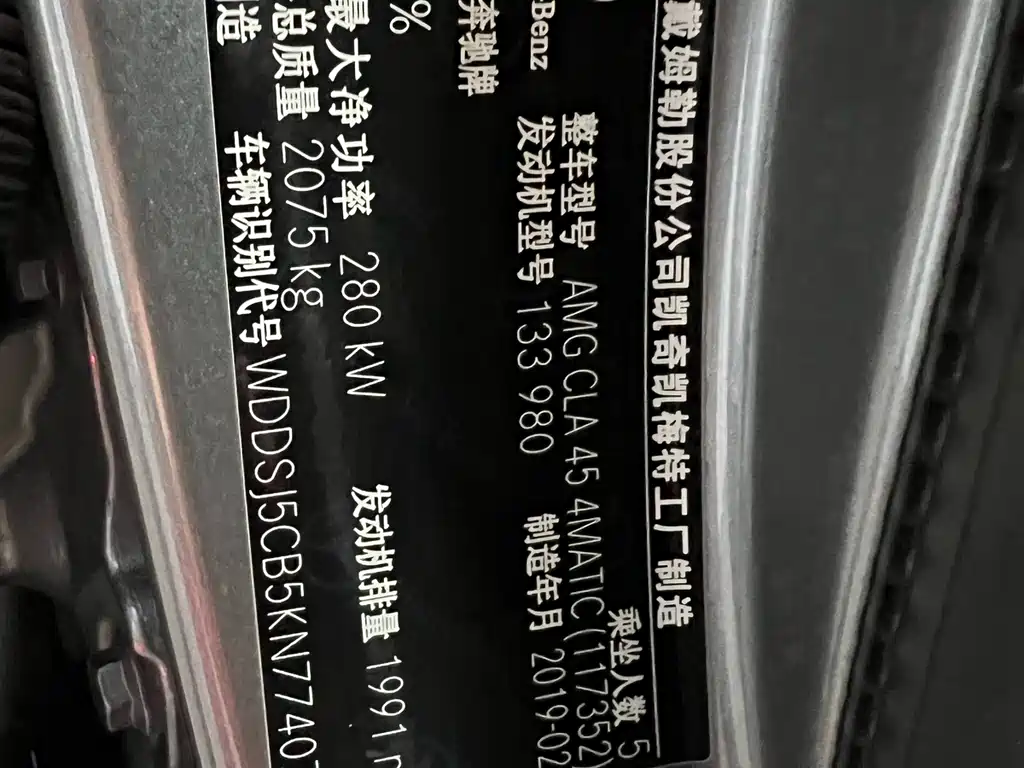 戴姆勒股份公司凯奇凯梅特工厂制造
乘坐人数 5
整车型号 AMG CLA 45 4MATIC (117352)
-Benz 发动机型号 133 980 制造年月 2019-02
奔驰牌
%
最大净功率 280 kW 发动机排量 1991 m
总质量 2075 kg
造 车辆识别代号 WDDSJ5CB5KN7740